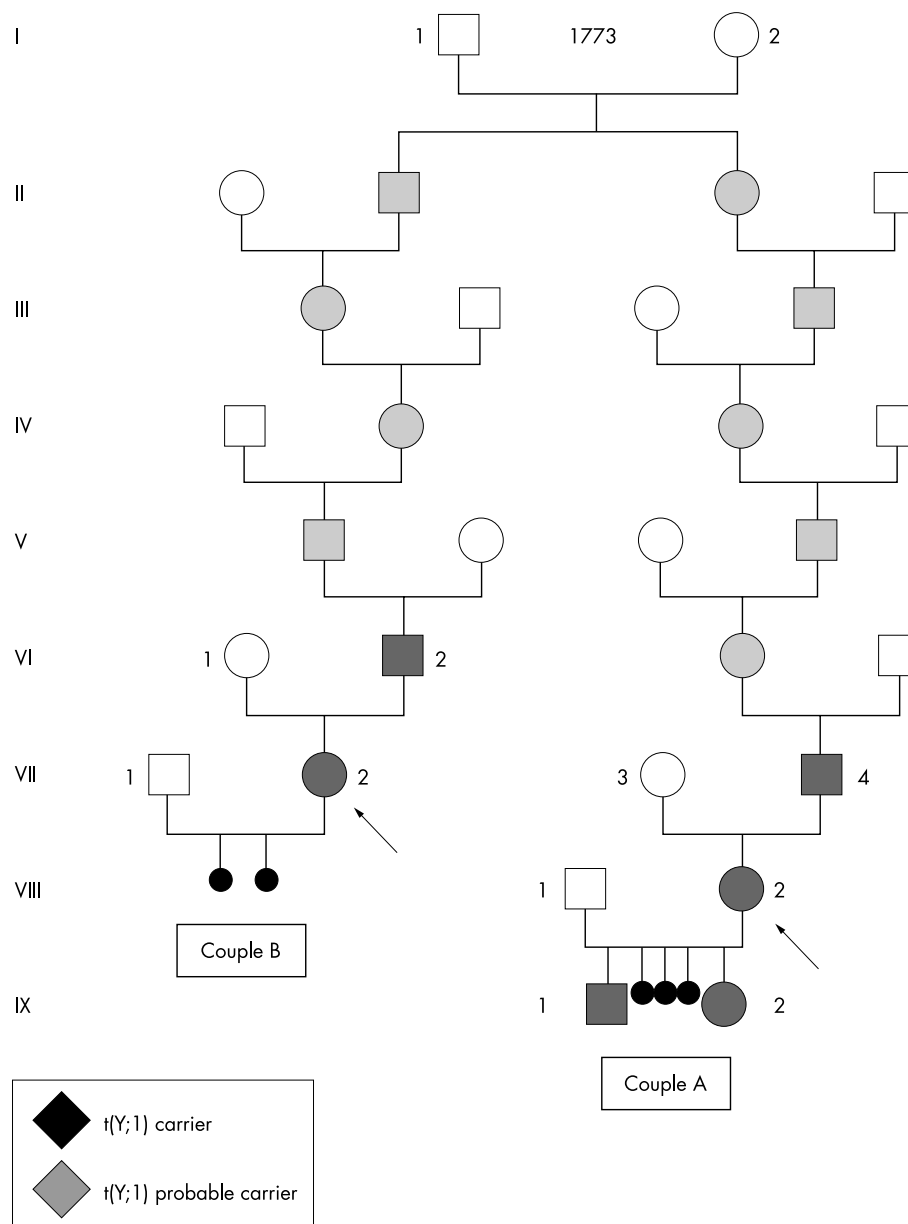 I
1 1773 2
II
III
IV
V
VI
1 2
VII
1 2 3 4
VIII
1 2
Couple B
IX
1 2
Couple A
t(Y;1) carrier
t(Y;1) probable carrier